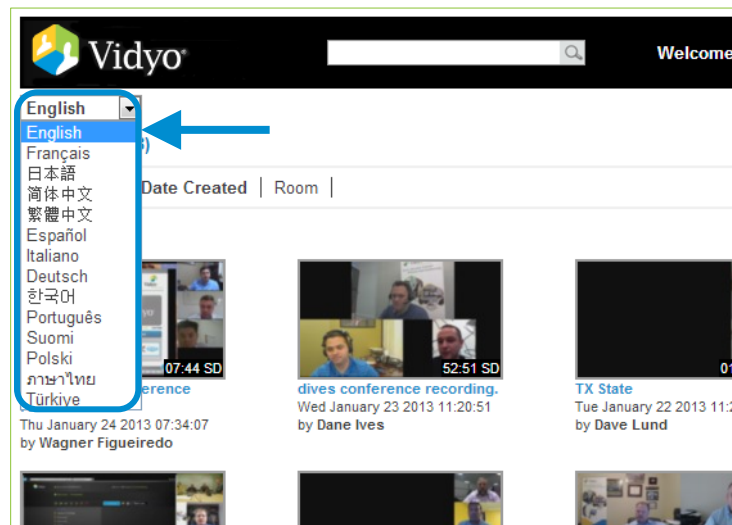 Vidyo
Welcome
English
English
Français
日本語
简体中文
繁體中文
Español
Italiano
Deutsch
한국어
Português
Suomi
Polski
ภาษาไทย
Türkiye
Date Created | Room |
07:44 SD
52:51 SD
erence
dives conference recording.
TX State
Thu January 24 2013 07:34:07
Wed January 23 2013 11:20:51
Tue January 22 2013 11:2
by Wagner Figueiredo
by Dane Ives
by Dave Lund